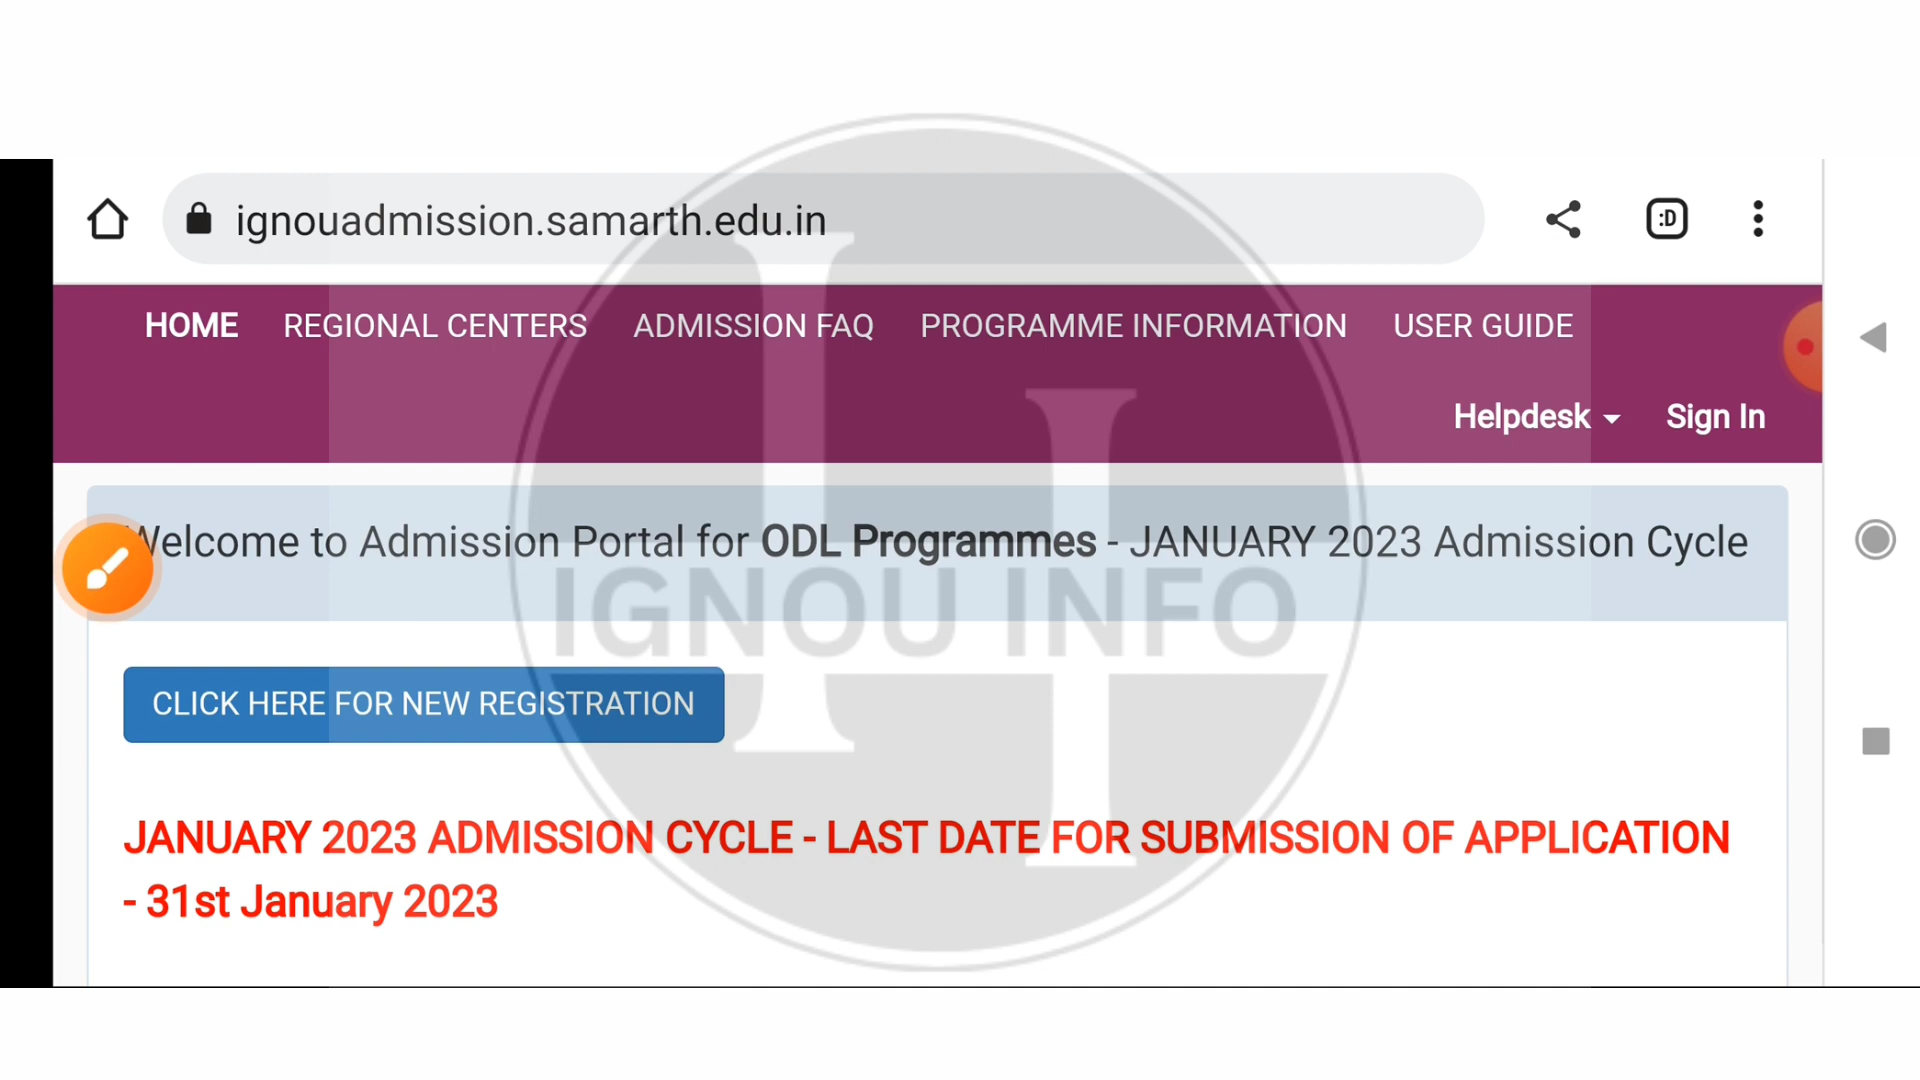 ignouadmission.samarth.edu.in
:D
HOME REGIONAL CENTERS ADMISSION FAQ PROGRAMME INFORMATION USER GUIDE
Helpdesk Sign In
Welcome to Admission Portal for ODL Programmes - JANUARY 2023 Admission Cycle
IGNOU INFO
CLICK HERE FOR NEW REGISTRATION
JANUARY 2023 ADMISSION CYCLE - LAST DATE FOR SUBMISSION OF APPLICATION
- 31st January 2023